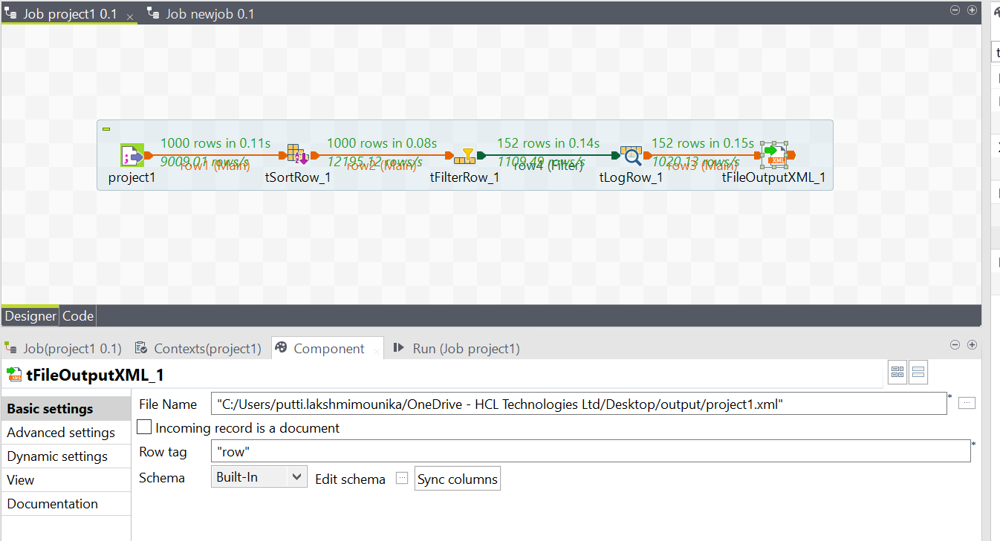 Job project1 0.1 Job newjob 0.1
1000 rows in 0.11s 1000 rows in 0.08s 152 rows in 0.14s 152 rows in 0.15s
9009.01 rows/s 12195.12 rows/s 1109.49 rows/s 1020.13 rows/s
row1 (Main) row2 (Main) row4 (Filter) row3 (Main)
project1 tSortRow_1 tFilterRow_1 tLogRow_1 tFileOutputXML_1
Designer Code
Job(project1 0.1) Contexts(project1) Component Run (Job project1)
tFileOutputXML_1
Basic settings
Advanced settings
Dynamic settings
View
Documentation
File Name "C:/Users/putti.lakshmimounika/OneDrive - HCL Technologies Ltd/Desktop/output/project1.xml" * ...
Incoming record is a document
Row tag "row" *
Schema Built-In Edit schema ... Sync columns